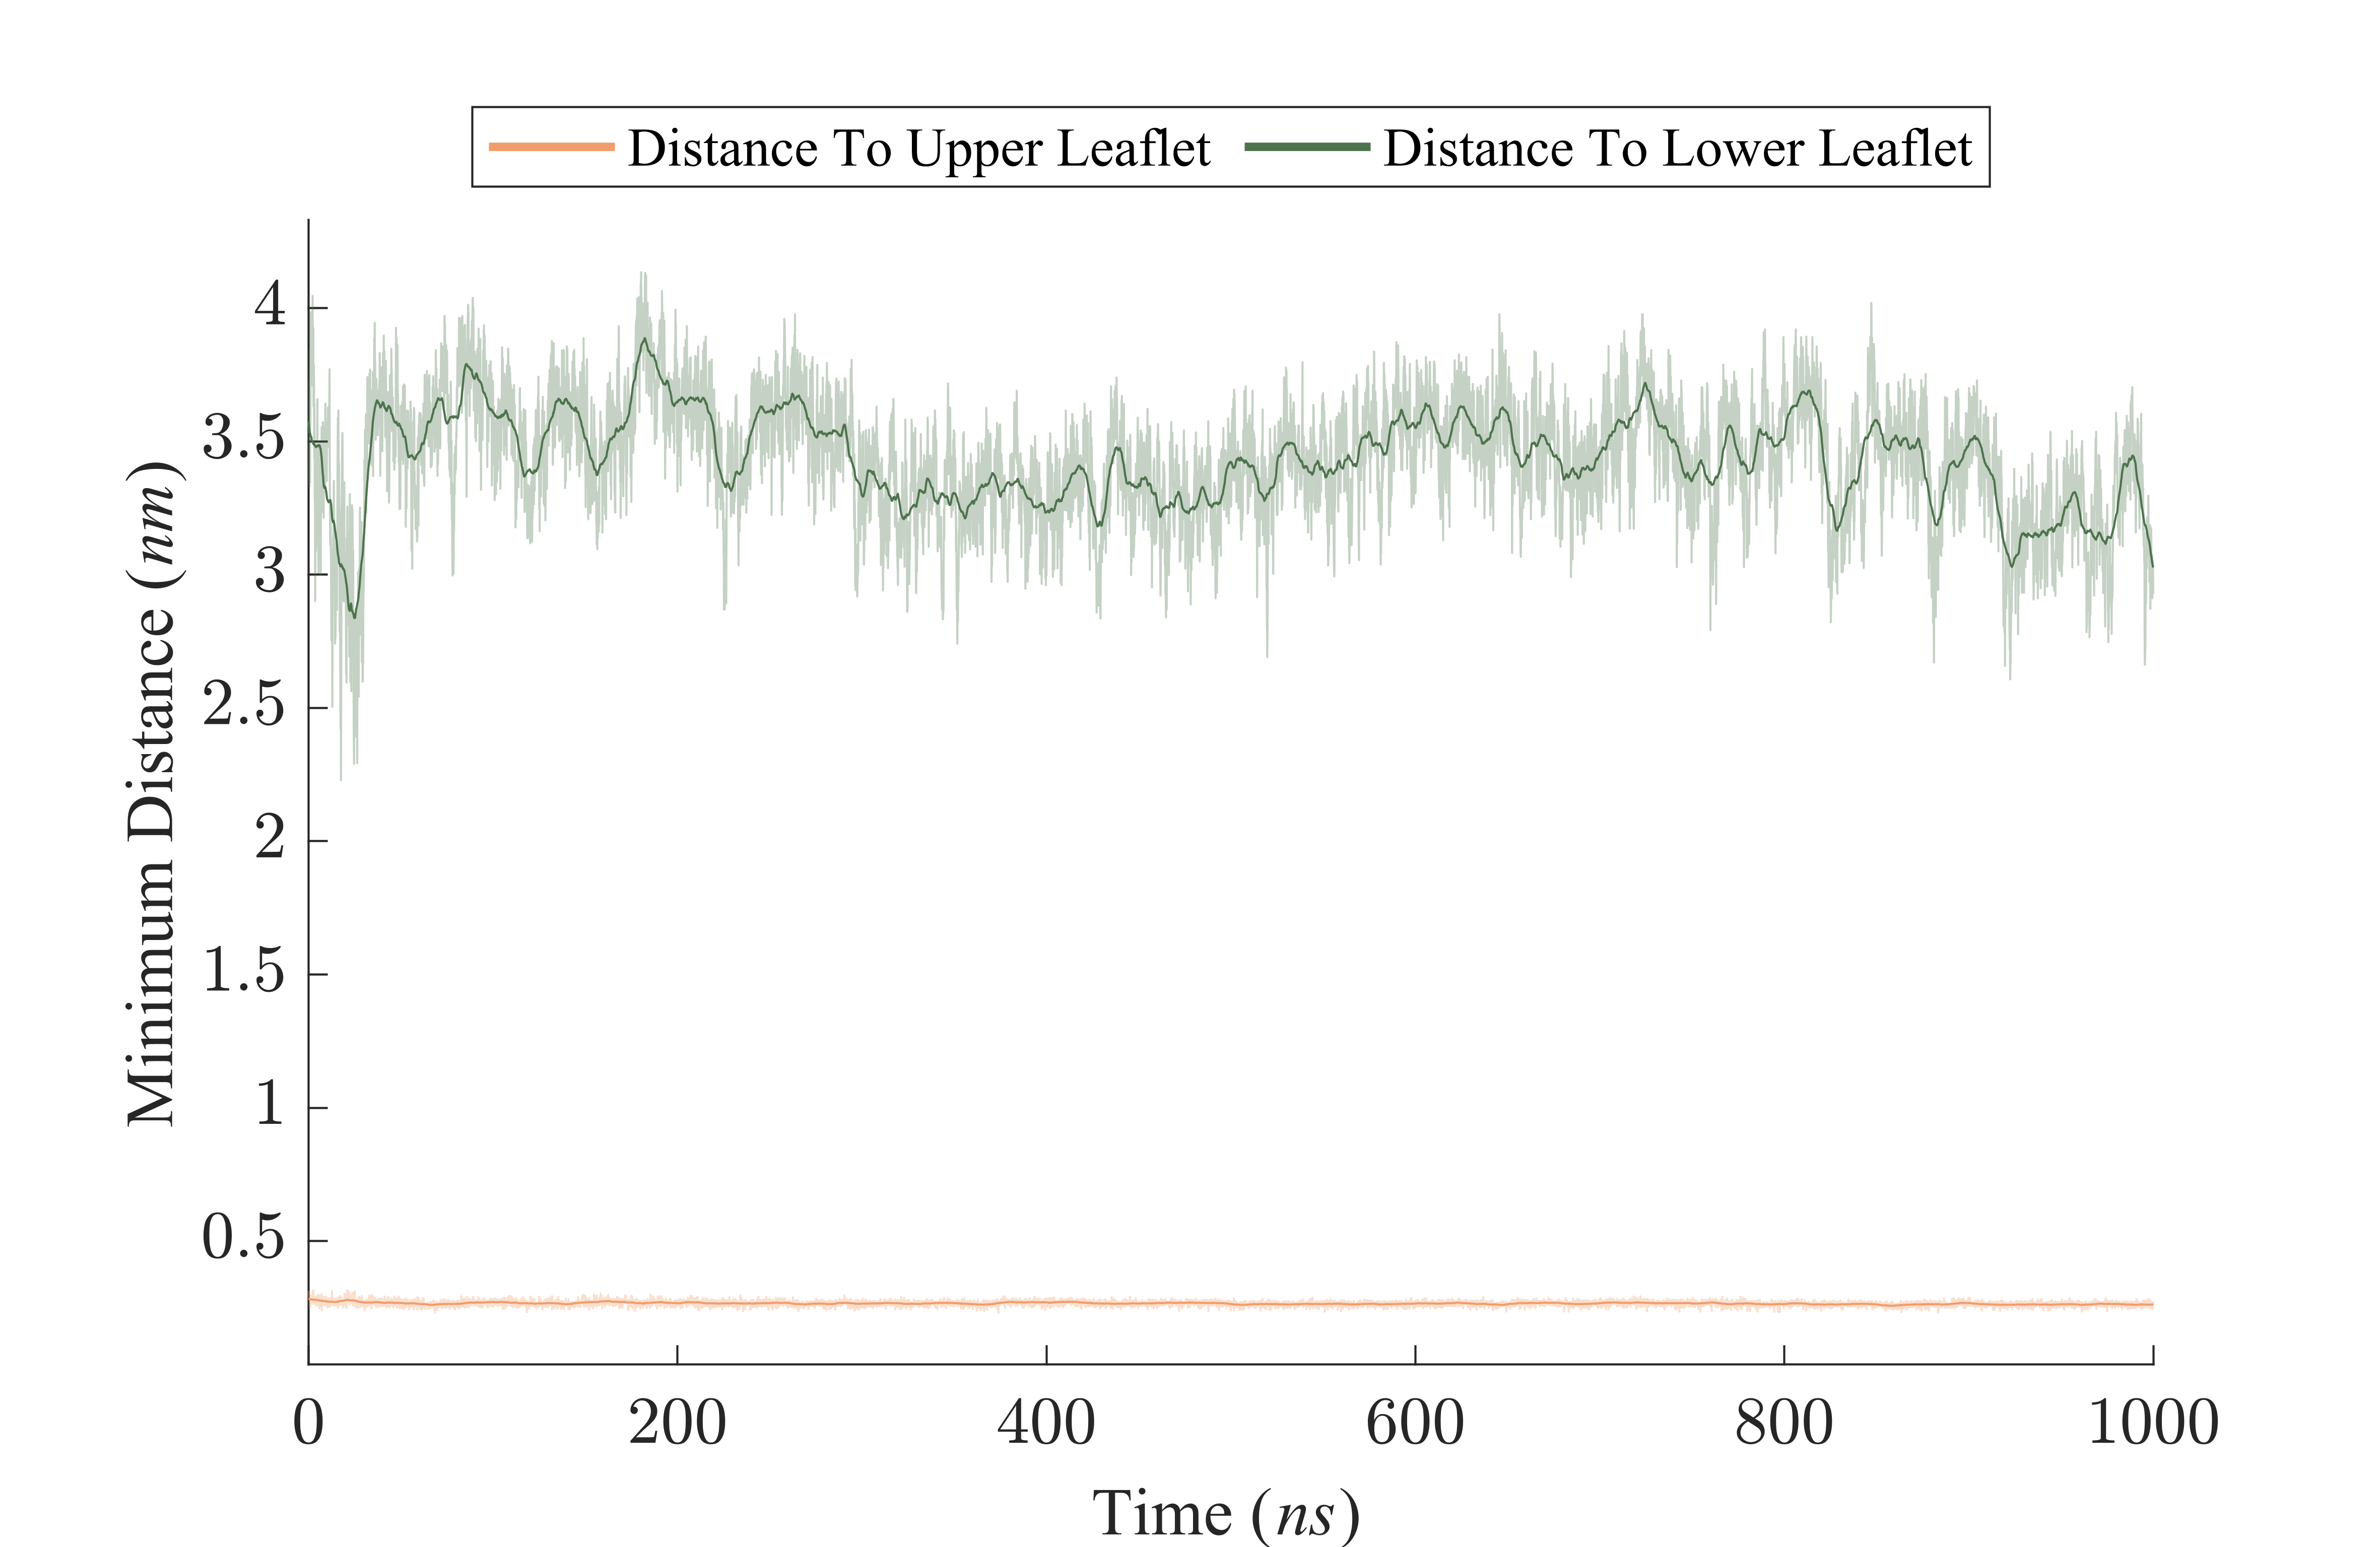 Distance To Upper Leaflet Distance To Lower Leaflet
Minimum Distance (nm)
4
3.5
3
2.5
2
1.5
1
0.5
0 200 400 600 800 1000
Time (ns)